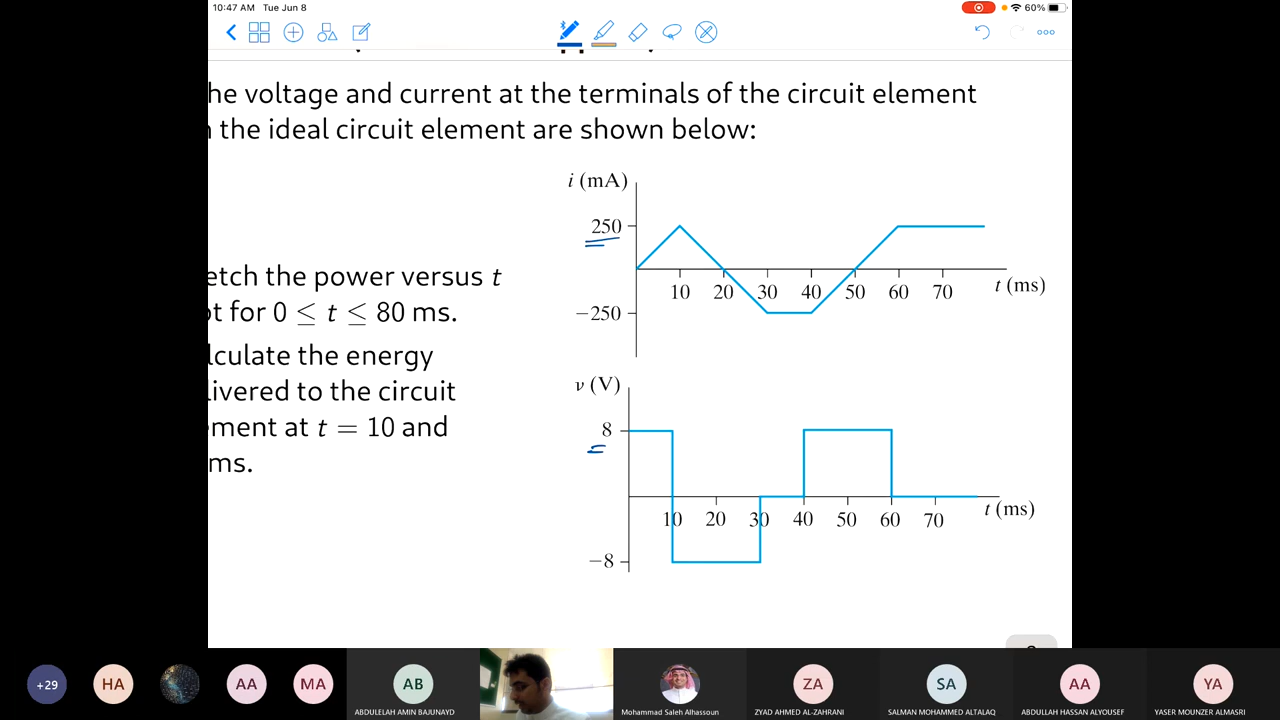 10:47 AM Tue Jun 8
60%
he voltage and current at the terminals of the circuit element
the ideal circuit element are shown below:
i (mA)
250
−250
10 20 30 40 50 60 70
t (ms)
etch the power versus t
ot for 0 ≤ t ≤ 80 ms.
lculate the energy
livered to the circuit
ement at t = 10 and
ms.
v (V)
8
−8
10 20 30 40 50 60 70
t (ms)
+29
HA
AA
MA
AB
ZA
SA
AA
YA
ABDULELAH AMIN BAJUNAYD
Mohammad Saleh Alhassoun
ZYAD AHMED AL-ZAHRANI
SALMAN MOHAMMED ALTALAQ
ABDULLAH HASSAN ALYOUSEF
YASER MOUNZER ALMASRI